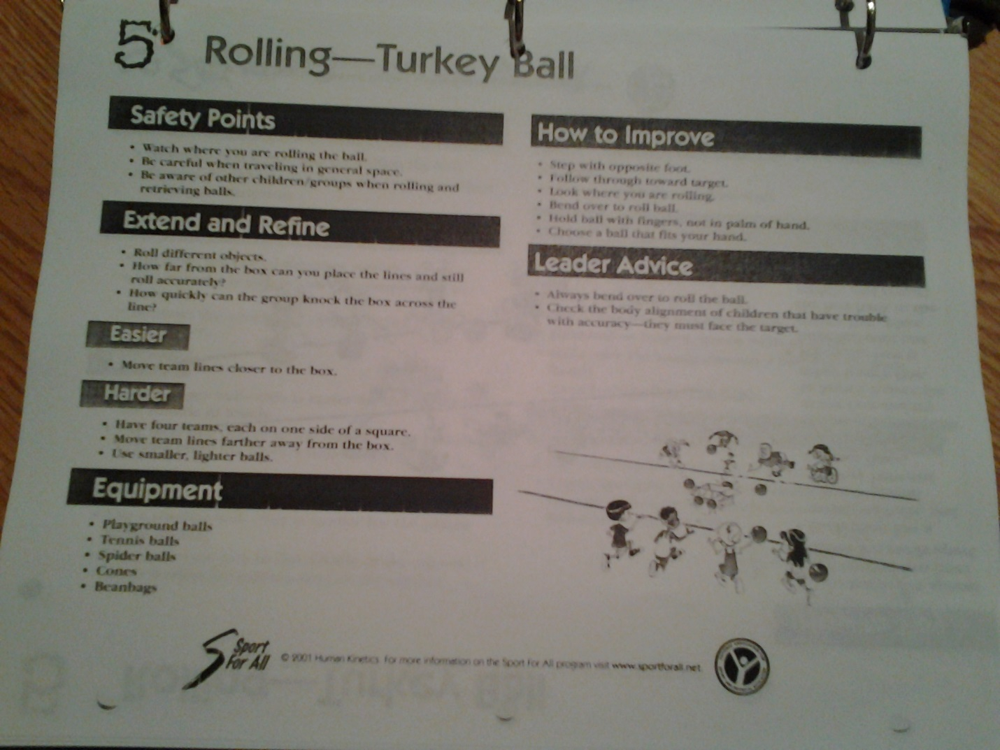 5
Rolling—Turkey Ball
Safety Points
• Watch where you are rolling the ball.
• Be careful when traveling in general space.
• Be aware of other children/groups when rolling and
retrieving balls.
Extend and Refine
• Roll different objects.
• How far from the box can you place the lines and still
roll accurately?
• How quickly can the group knock the box across the
line?
Easier
• Move team lines closer to the box.
Harder
• Have four teams, each on one side of a square.
• Move team lines farther away from the box.
• Use smaller, lighter balls.
Equipment
• Playground balls
• Tennis balls
• Spider balls
• Cones
• Beanbags
How to Improve
• Step with opposite foot.
• Follow through toward target.
• Look where you are rolling.
• Bend over to roll ball.
• Hold ball with fingers, not in palm of hand.
• Choose a ball that fits your hand.
Leader Advice
• Always bend over to roll the ball.
• Check the body alignment of children that have trouble
with accuracy—they must face the target.
Sport
For All
© 2001 Human Kinetics. For more information on the Sport For All program visit www.sportforall.net.